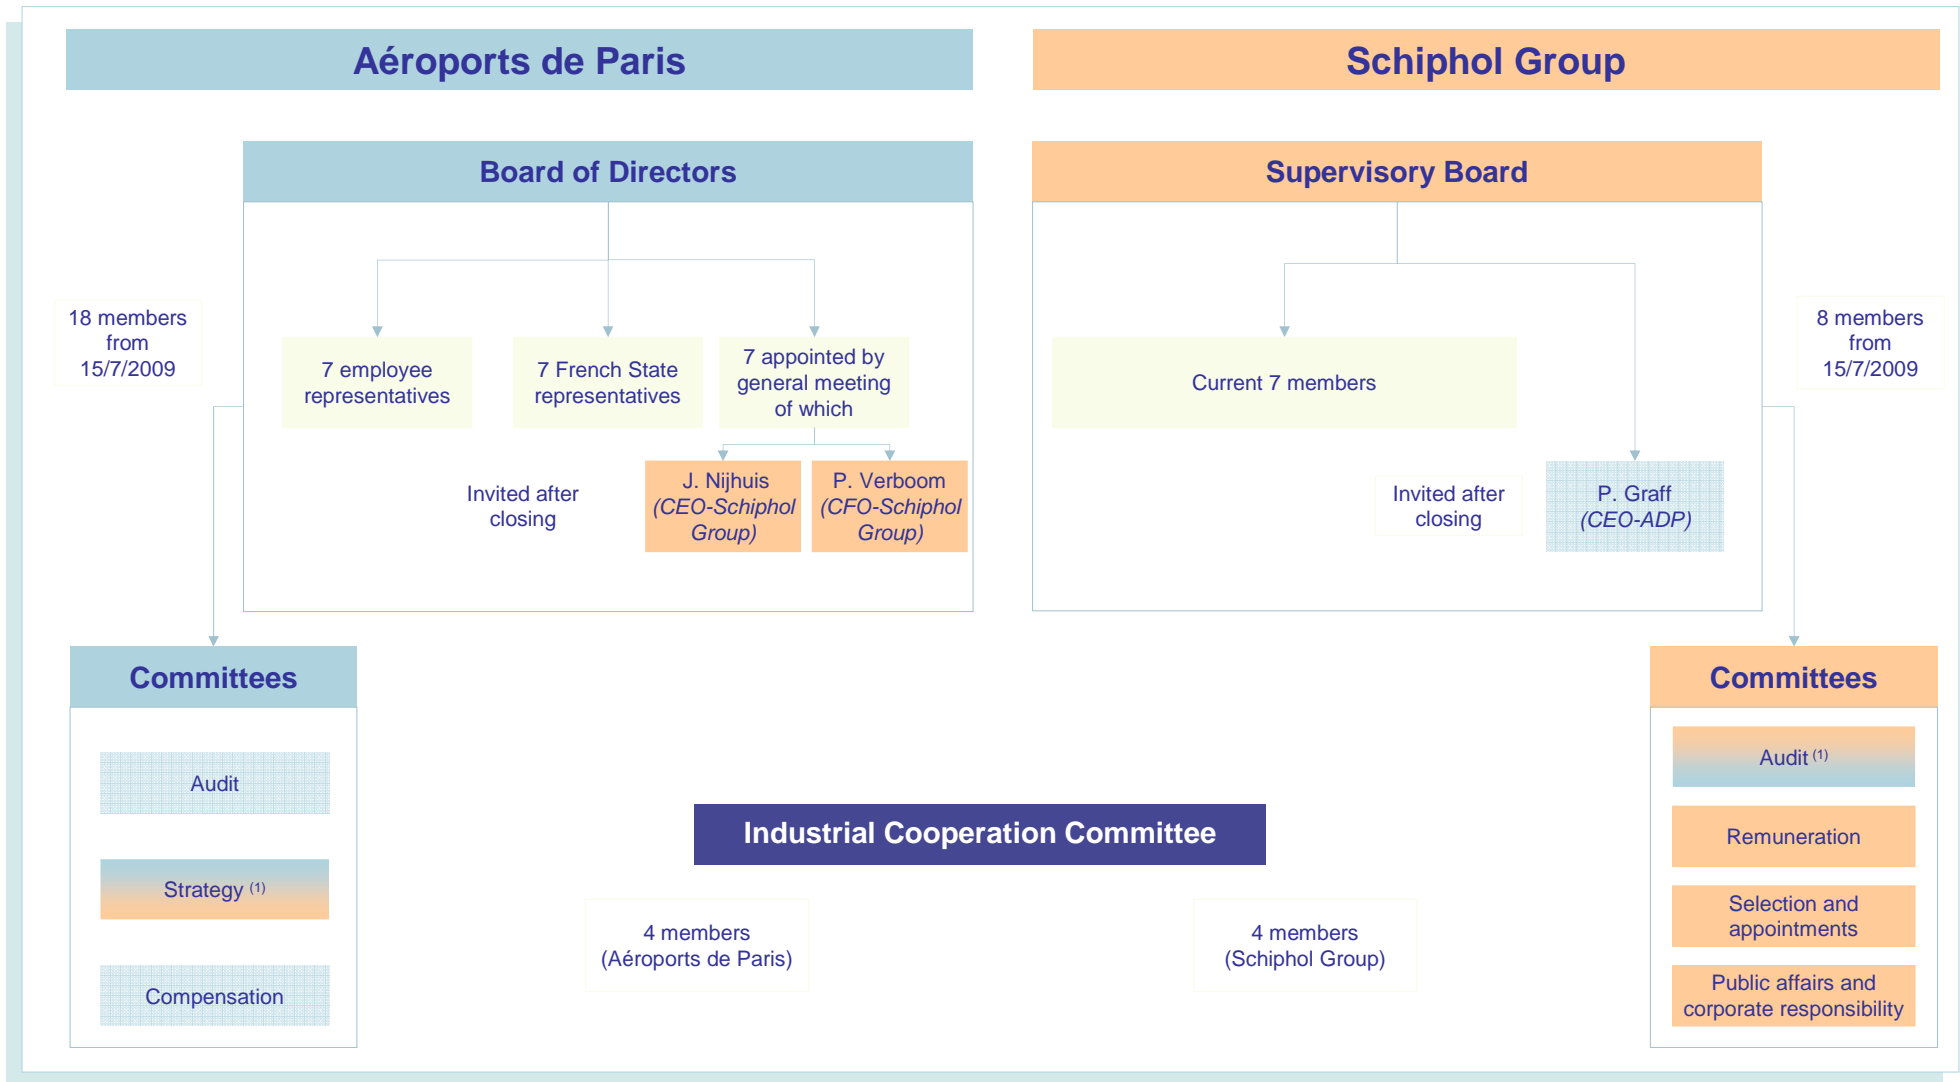 Aéroports de Paris
Schiphol Group
Board of Directors
Supervisory Board
18 members
from
15/7/2009
7 employee
representatives
7 French State
representatives
7 appointed by
general meeting
of which
Invited after
closing
J. Nijhuis
(CEO-Schiphol
Group)
P. Verboom
(CFO-Schiphol
Group)
Current 7 members
8 members
from
15/7/2009
Invited after
closing
P. Graff
(CEO-ADP)
Committees
Audit
Strategy (1)
Compensation
Industrial Cooperation Committee
4 members
(Aéroports de Paris)
4 members
(Schiphol Group)
Committees
Audit (1)
Remuneration
Selection and
appointments
Public affairs and
corporate responsibility